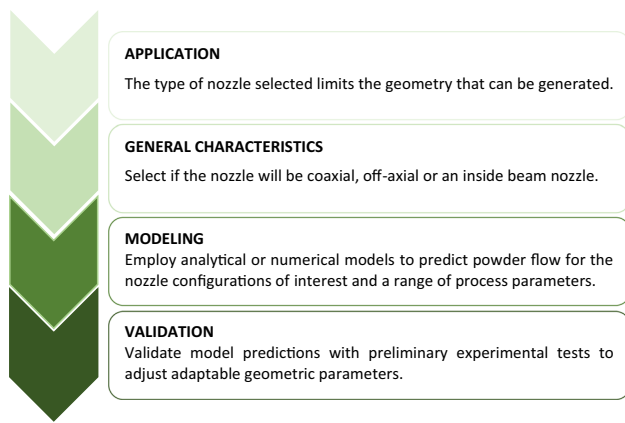 APPLICATION
The type of nozzle selected limits the geometry that can be generated.
GENERAL CHARACTERISTICS
Select if the nozzle will be coaxial, off-axial or an inside beam nozzle.
MODELING
Employ analytical or numerical models to predict powder flow for the
nozzle configurations of interest and a range of process parameters.
VALIDATION
Validate model predictions with preliminary experimental tests to
adjust adaptable geometric parameters.